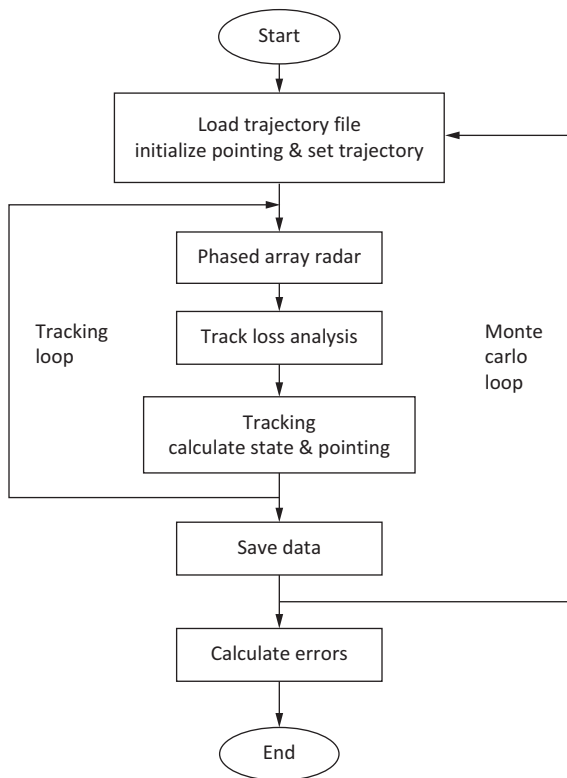 Start
Load trajectory file
initialize pointing & set trajectory
Phased array radar
Tracking
loop
Track loss analysis
Monte
carlo
loop
Tracking
calculate state & pointing
Save data
Calculate errors
End